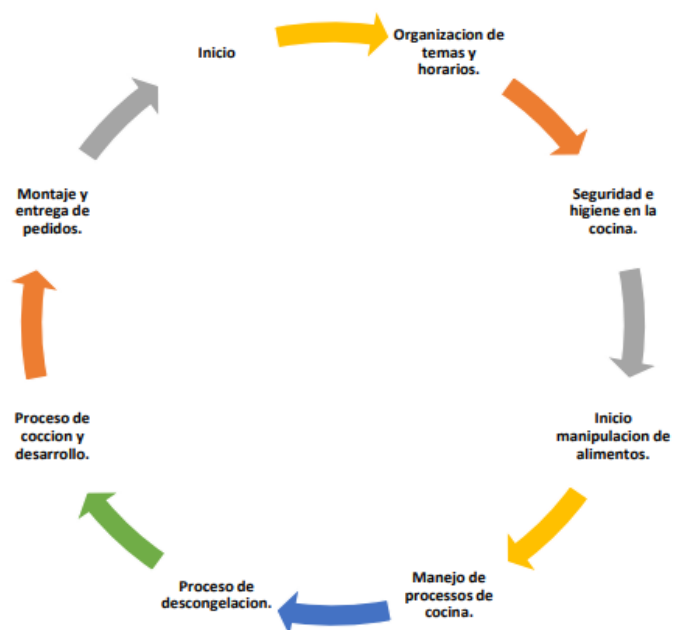 Inicio
Organizacion de
temas y
horarios.
Seguridad e
higiene en la
cocina.
Inicio
manipulacion de
alimentos.
Manejo de
processos de
cocina.
Proceso de
descongelacion.
Proceso de
coccion y
desarrollo.
Montaje y
entrega de
pedidos.